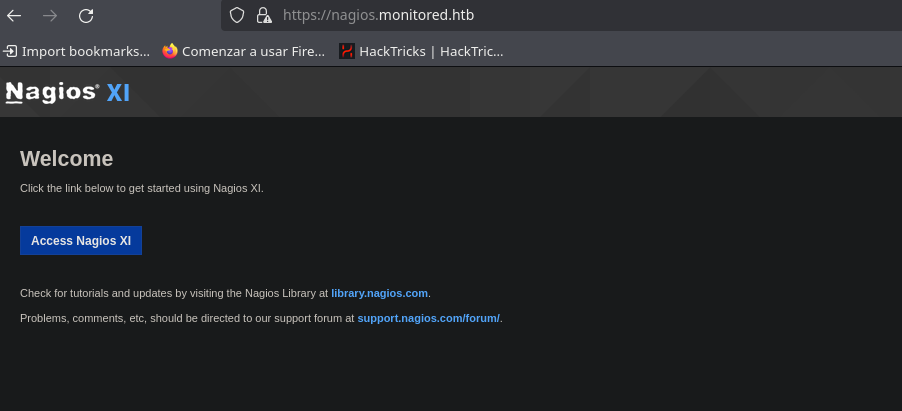 https://nagios.monitored.htb
Import bookmarks... Comenzar a usar Fire... HackTricks | HackTric...
Nagios® XI
Welcome
Click the link below to get started using Nagios XI.
Access Nagios XI
Check for tutorials and updates by visiting the Nagios Library at library.nagios.com.
Problems, comments, etc, should be directed to our support forum at support.nagios.com/forum/.